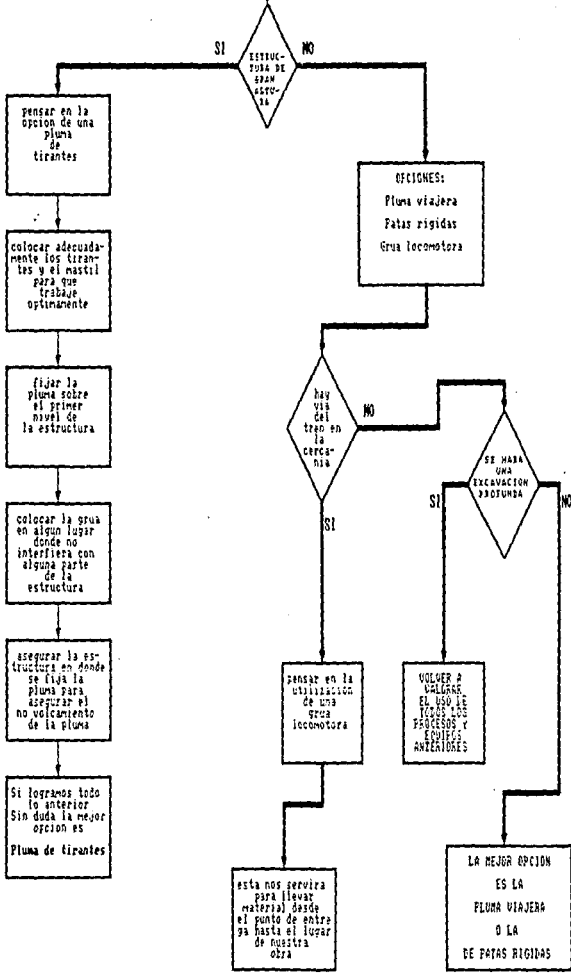 SI
NO
ESTRUC-
TURA DE
GRAN
ALTU-
RA
pensar en la
opcion de una
pluma
de
tirantes
OPCIONES:
Pluma viajera
Patas rigidas
Grua locomotora
colocar adecuada-
mente los tiran-
tes y el mastil
para que
trabaje
optimamente
fijar la
pluma sobre
el primer
nivel de
la estructura
hay
via
del
tren en
la
cerca-
nia
NO
SI
SE HARA
UNA
EXCAVACION
PROFUNDA
SI
NO
colocar la grua
en algun lugar
donde no
interfiera con
alguna parte
de la
estructura
asegurar la es-
tructura en donde
se fija la
pluma para
asegurar el
no volcamiento
de la pluma
pensar en la
utilización
de una
grua
locomotora
VOLVER A
VALORAR
EL USO DE
TODOS LOS
PROCESOS Y
EQUIPOS
ANTERIORES
Si logramos todo
lo anterior
Sin duda la mejor
opcion es
Pluma de tirantes
esta nos servira
para llevar
material desde
el punto de entre
ga hasta el lugar
de nuestra
obra
LA MEJOR OPCION
ES LA
PLUMA VIAJERA
O LA
DE PATAS RIGIDAS